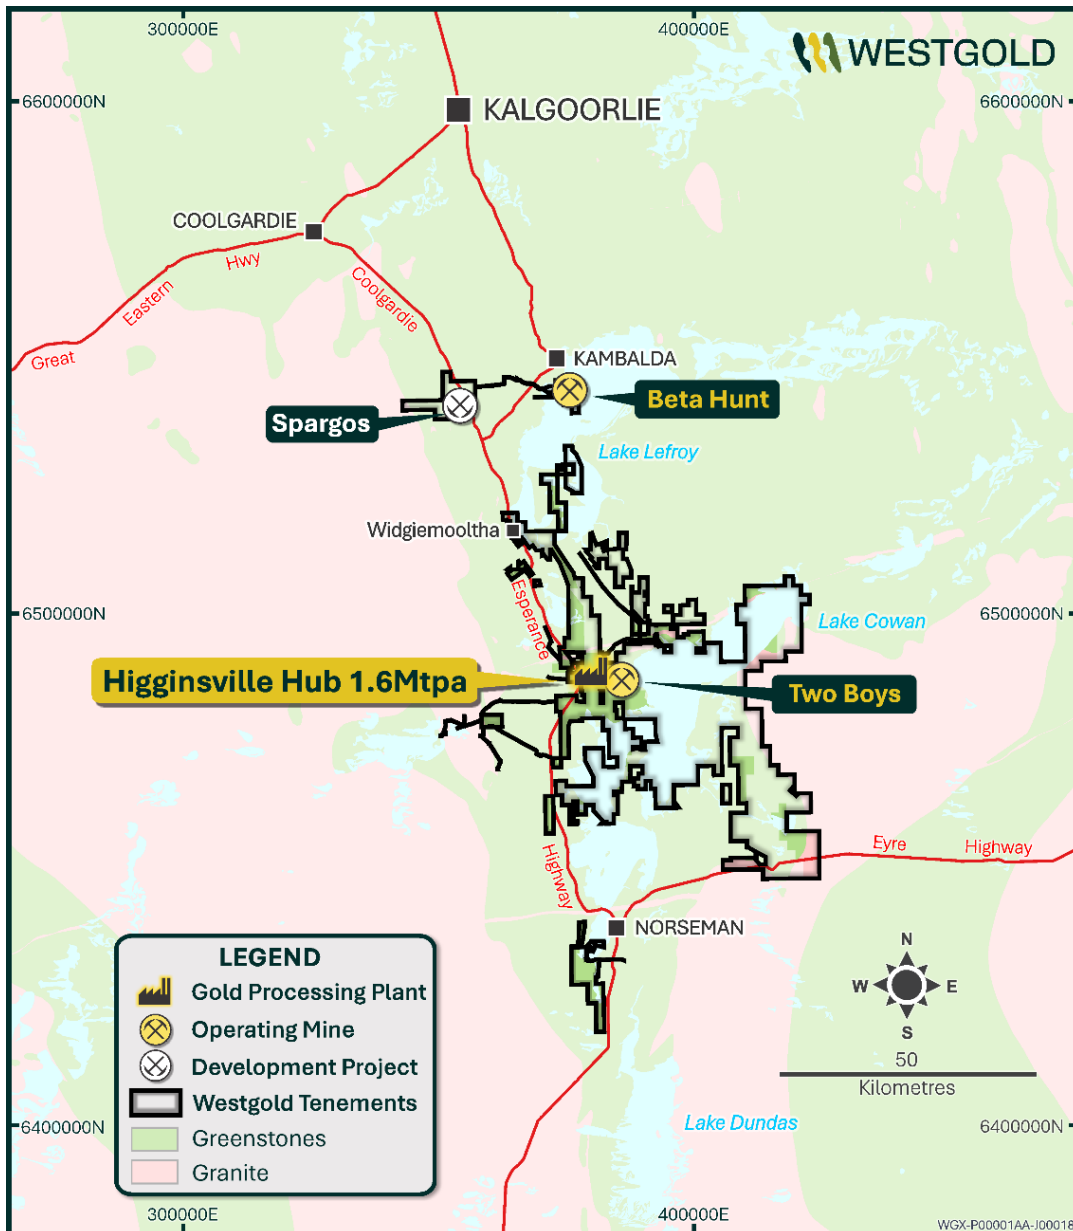 300000E
400000E
WESTGOLD
6600000N
6600000N
KALGOORLIE
COOLGARDIE
Great
Eastern
Hwy
Coolgardie
KAMBALDA
Beta Hunt
Spargos
Lake Lefroy
Widgiemooltha
Esperance
6500000N
6500000N
Lake Cowan
Higginsville Hub 1.6Mtpa
Two Boys
Eyre
Highway
Highway
NORSEMAN
LEGEND
Gold Processing Plant
Operating Mine
Development Project
Westgold Tenements
Greenstones
Granite
N
W
E
S
50
Kilometres
Lake Dundas
6400000N
6400000N
300000E
400000E
WGX-P00001AA-J00018